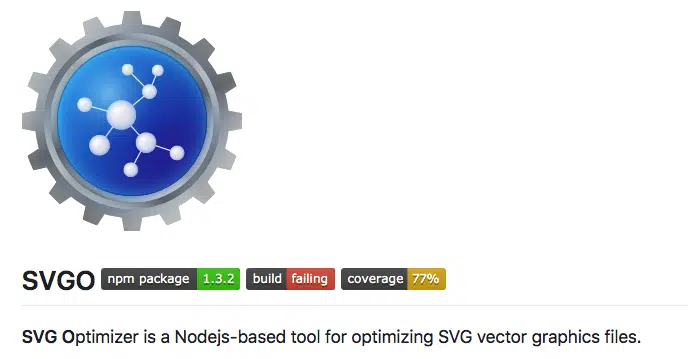 SVGO npm package 1.3.2 build failing coverage 77%
SVG Optimizer is a Nodejs-based tool for optimizing SVG vector graphics files.